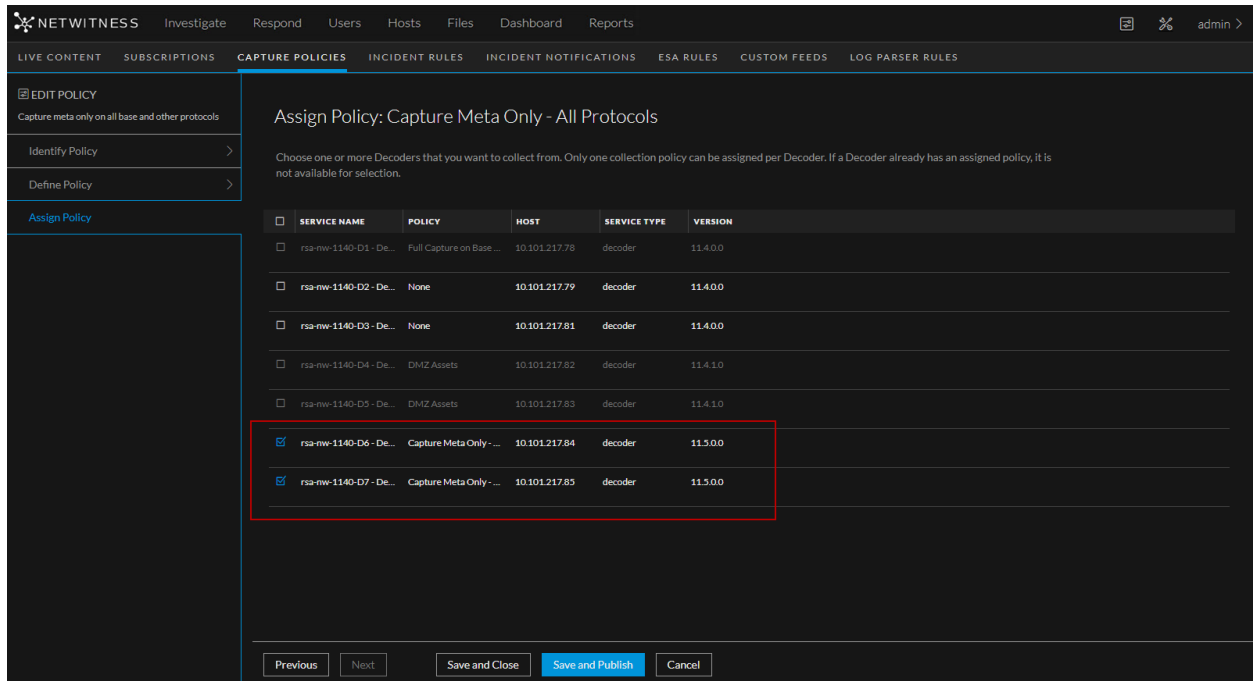 NETWITNESS Investigate Respond Users Hosts Files Dashboard Reports admin >
LIVE CONTENT SUBSCRIPTIONS CAPTURE POLICIES INCIDENT RULES INCIDENT NOTIFICATIONS ESA RULES CUSTOM FEEDS LOG PARSER RULES
EDIT POLICY
Capture meta only on all base and other protocols
Identify Policy >
Define Policy >
Assign Policy
Assign Policy: Capture Meta Only - All Protocols
Choose one or more Decoders that you want to collect from. Only one collection policy can be assigned per Decoder. If a Decoder already has an assigned policy, it is
not available for selection.
SERVICE NAME POLICY HOST SERVICE TYPE VERSION
rsa-nw-1140-D1 - De... Full Capture on Base ... 10.101.217.78 decoder 11.4.0.0
rsa-nw-1140-D2 - De... None 10.101.217.79 decoder 11.4.0.0
rsa-nw-1140-D3 - De... None 10.101.217.81 decoder 11.4.0.0
rsa-nw-1140-D4 - De... DMZ Assets 10.101.217.82 decoder 11.4.1.0
rsa-nw-1140-D5 - De... DMZ Assets 10.101.217.83 decoder 11.4.1.0
rsa-nw-1140-D6 - De... Capture Meta Only - ... 10.101.217.84 decoder 11.5.0.0
rsa-nw-1140-D7 - De... Capture Meta Only - ... 10.101.217.85 decoder 11.5.0.0
Previous Next Save and Close Save and Publish Cancel